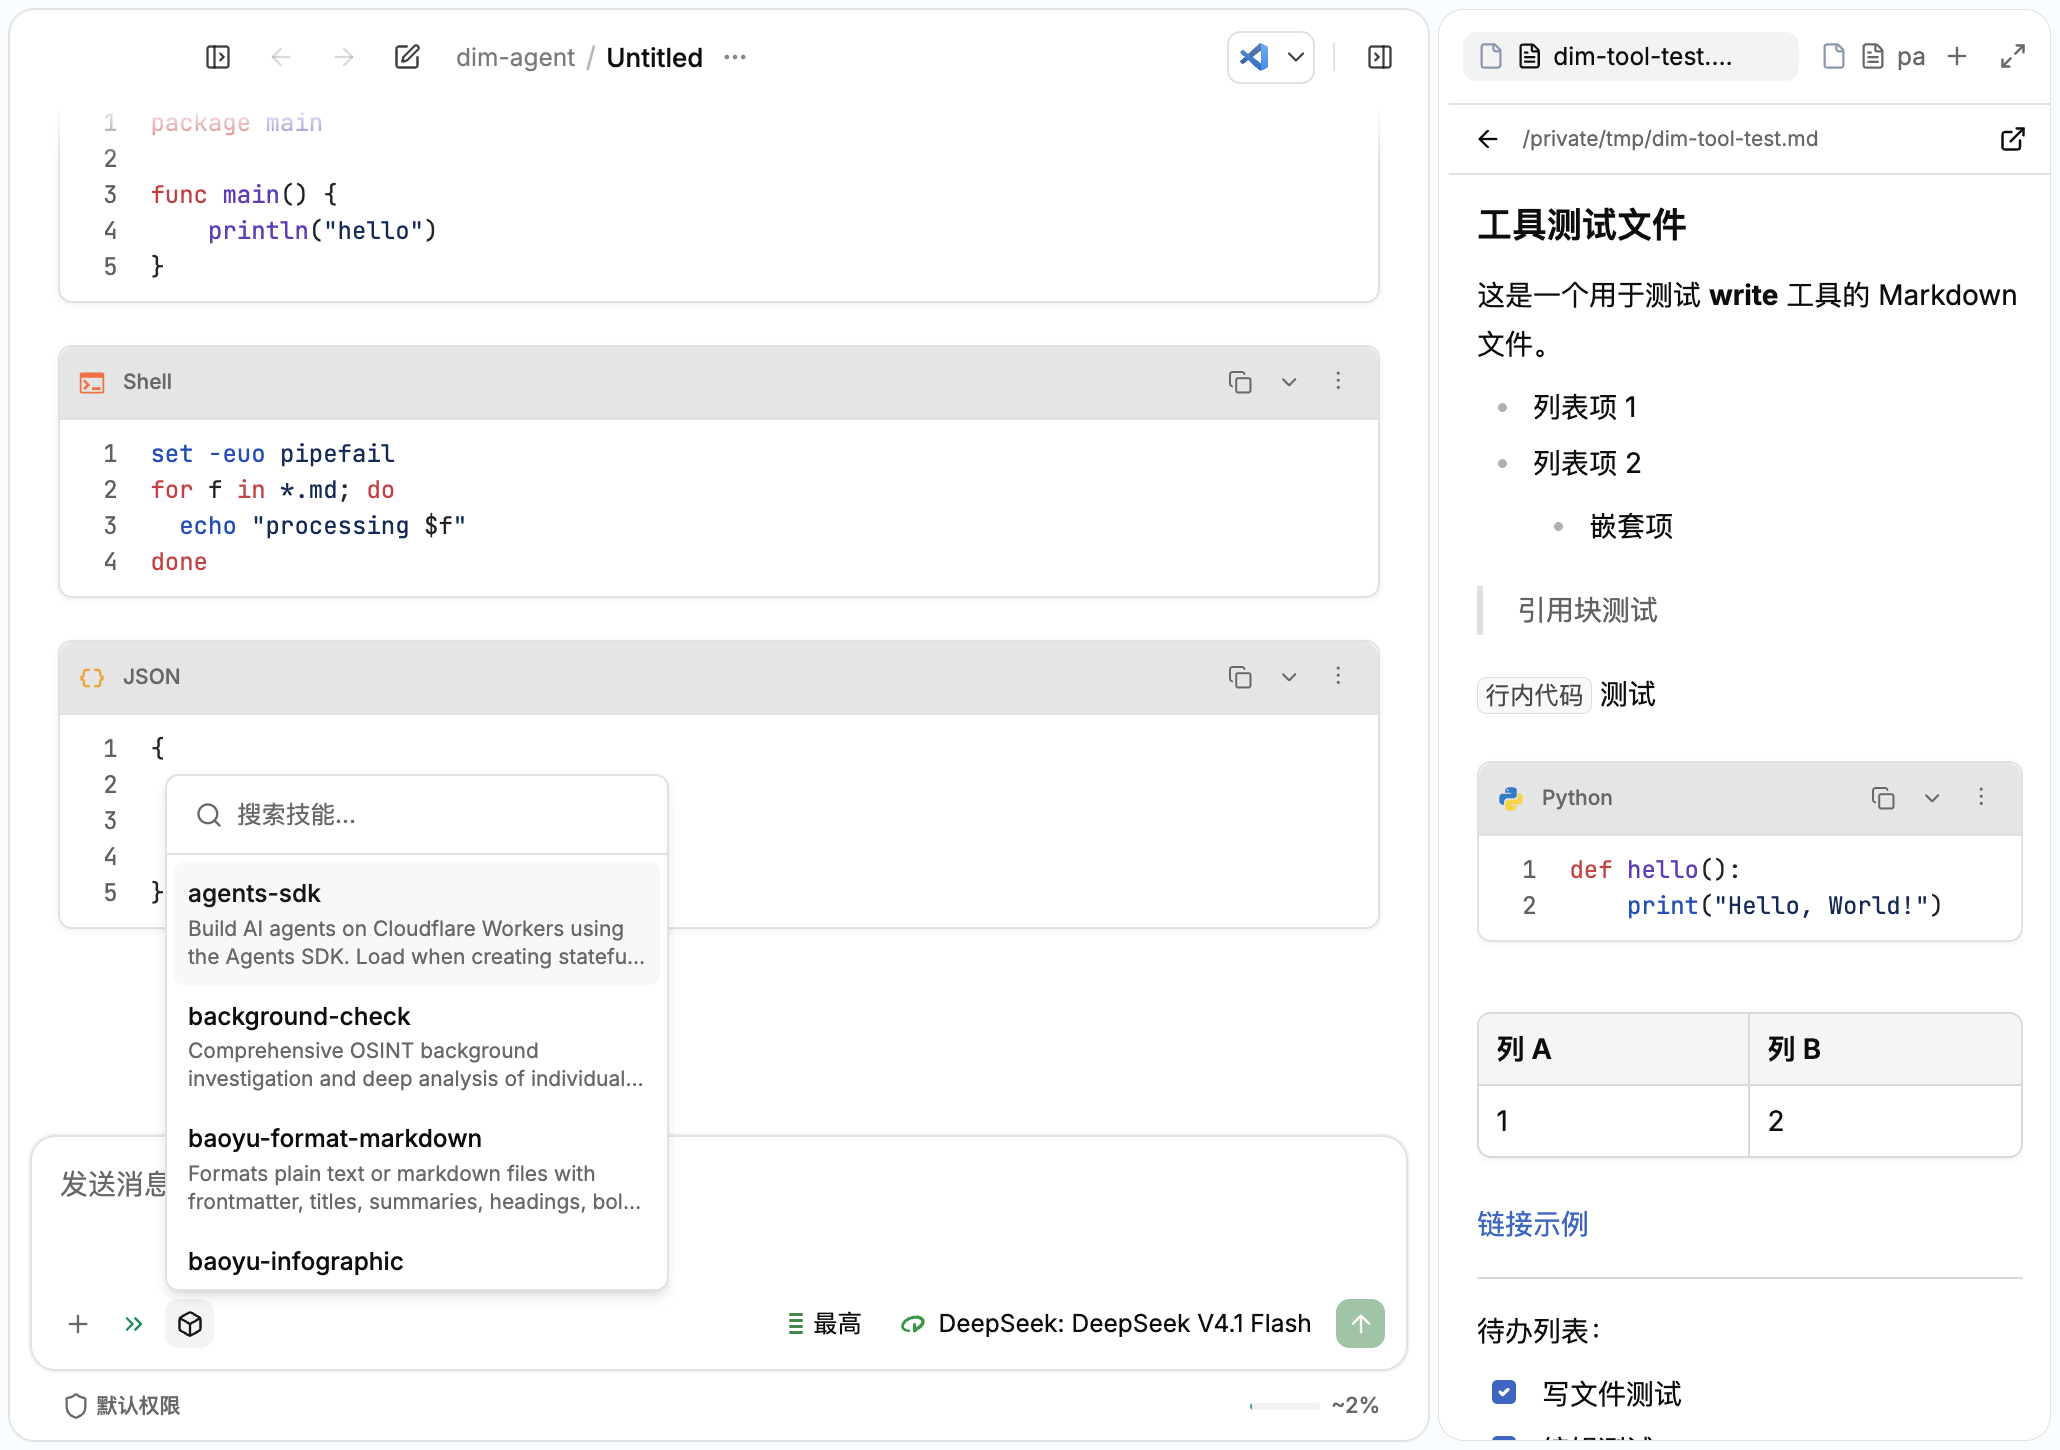 dim-agent / Untitled
1 package main
2
3 func main() {
4     println("hello")
5 }
Shell
1 set -euo pipefail
2 for f in *.md; do
3   echo "processing $f"
4 done
JSON
1 {
2
3
4
5 }
搜索技能...
agents-sdk
Build AI agents on Cloudflare Workers using
the Agents SDK. Load when creating statefu...
background-check
Comprehensive OSINT background
investigation and deep analysis of individual...
baoyu-format-markdown
Formats plain text or markdown files with
frontmatter, titles, summaries, headings, bol...
baoyu-infographic
发送消息
最高 DeepSeek: DeepSeek V4.1 Flash
默认权限 ~2%
dim-tool-test.... pa
/private/tmp/dim-tool-test.md
工具测试文件
这是一个用于测试 write 工具的 Markdown
文件。
列表项 1
列表项 2
嵌套项
引用块测试
行内代码 测试
Python
1 def hello():
2     print("Hello, World!")
列 A 列 B
1 2
链接示例
待办列表：
写文件测试